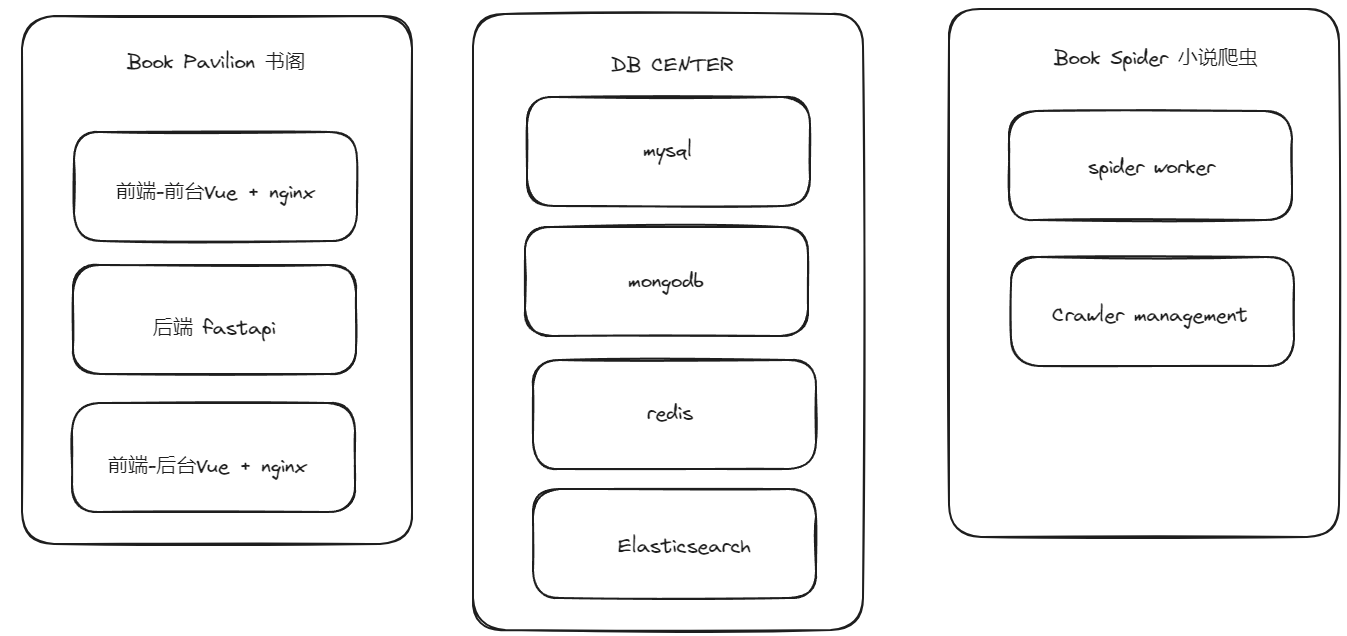 Book Pavilion 书阁
前端-前台Vue + nginx
后端 fastapi
前端-后台Vue + nginx
DB CENTER
mysql
mongodb
redis
Elasticsearch
Book Spider 小说爬虫
spider worker
Crawler management